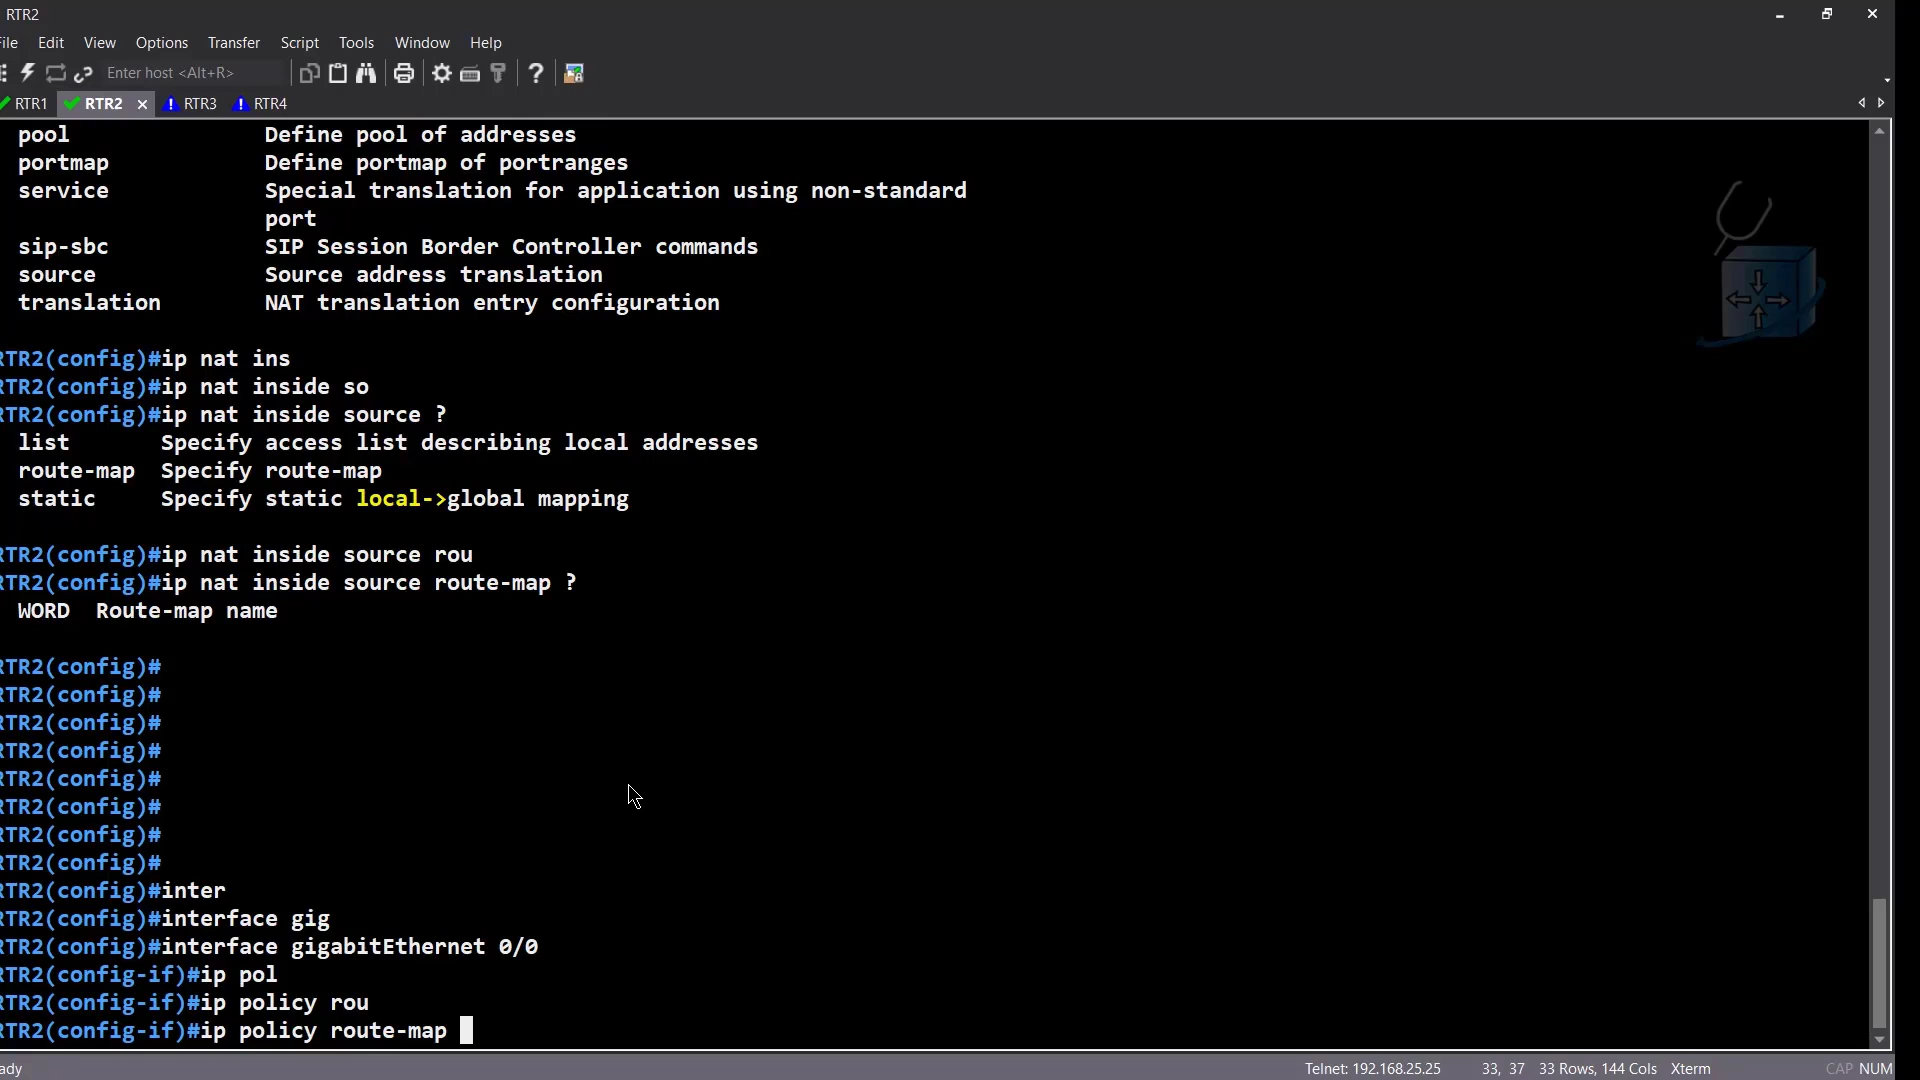 RTR2
File Edit View Options Transfer Script Tools Window Help
Enter host <Alt+R>
RTR1 RTR2 RTR3 RTR4
pool Define pool of addresses
portmap Define portmap of portranges
service Special translation for application using non-standard
port
sip-sbc SIP Session Border Controller commands
source Source address translation
translation NAT translation entry configuration
RTR2(config)#ip nat ins
RTR2(config)#ip nat inside so
RTR2(config)#ip nat inside source ?
list Specify access list describing local addresses
route-map Specify route-map
static Specify static local->global mapping
RTR2(config)#ip nat inside source rou
RTR2(config)#ip nat inside source route-map ?
WORD Route-map name
RTR2(config)#
RTR2(config)#
RTR2(config)#
RTR2(config)#
RTR2(config)#
RTR2(config)#
RTR2(config)#
RTR2(config)#
RTR2(config)#inter
RTR2(config)#interface gig
RTR2(config)#interface gigabitEthernet 0/0
RTR2(config-if)#ip pol
RTR2(config-if)#ip policy rou
RTR2(config-if)#ip policy route-map
ady Telnet: 192.168.25.25 33, 37 33 Rows, 144 Cols Xterm CAP NUM